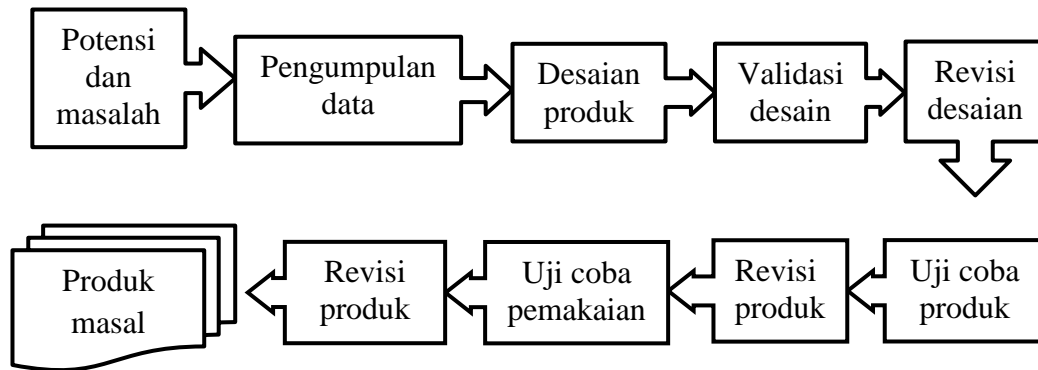 Potensi
dan
masalah
Pengumpulan
data
Desaian
produk
Validasi
desain
Revisi
desaian
Uji coba
produk
Revisi
produk
Uji coba
pemakaian
Revisi
produk
Produk
masal